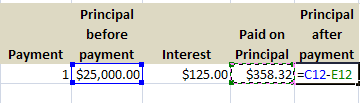 Principal Principal
before Paid on after
Payment payment Interest Principal payment
1 $25,000.00 $125.00 $358.32 =C12-E12